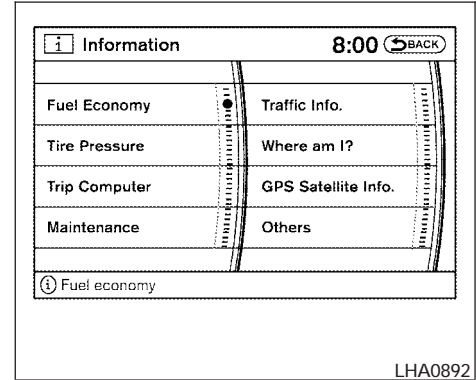 i Information 8:00 BACK
Fuel Economy Traffic Info.
Tire Pressure Where am I?
Trip Computer GPS Satellite Info.
Maintenance Others
i Fuel economy
LHA0892